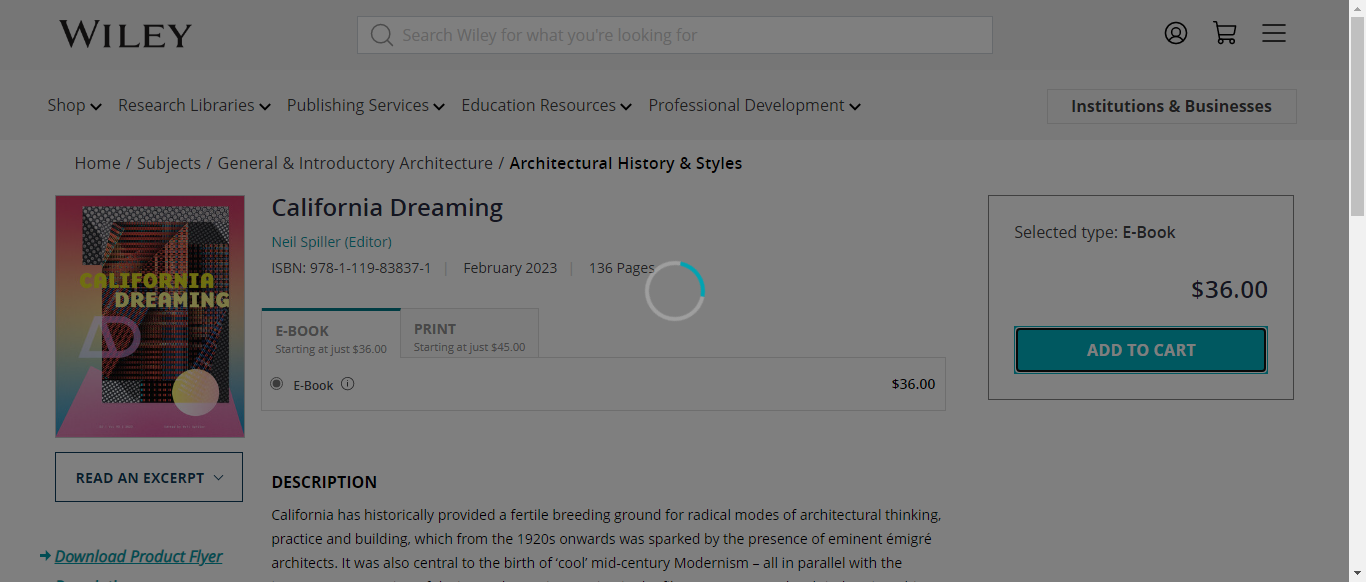 WILEY
Search Wiley for what you're looking for
Shop Research Libraries Publishing Services Education Resources Professional Development Institutions & Businesses
Home / Subjects / General & Introductory Architecture / Architectural History & Styles
California Dreaming
Neil Spiller (Editor)
ISBN: 978-1-119-83837-1 | February 2023 | 136 Pages
CALIFORNIA
DREAMING
AD
E-BOOK
Starting at just $36.00
PRINT
Starting at just $45.00
E-Book $36.00
Selected type: E-Book
$36.00
ADD TO CART
READ AN EXCERPT
Download Product Flyer
DESCRIPTION
California has historically provided a fertile breeding ground for radical modes of architectural thinking,
practice and building, which from the 1920s onwards was sparked by the presence of eminent émigré
architects. It was also central to the birth of ‘cool’ mid-century Modernism – all in parallel with the